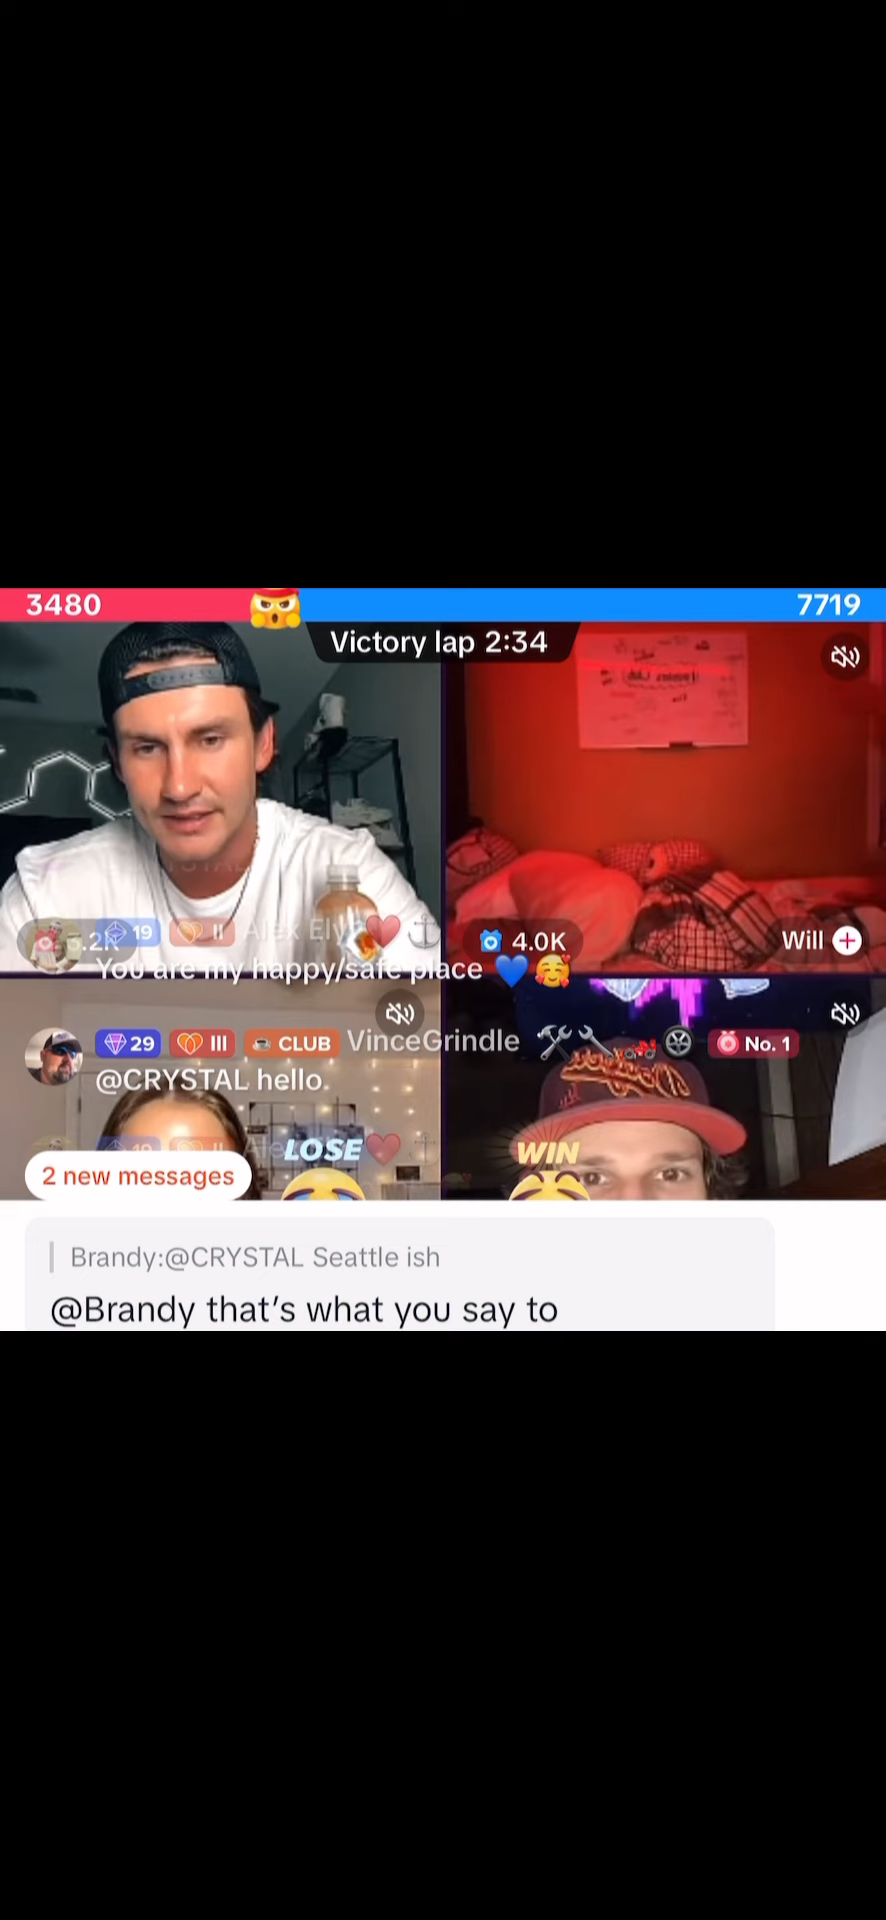 3480
7719
Victory lap 2:34
19 II
4.0K
Will
You are my happy/safe place 💙🥰
29 III CLUB VinceGrindle No. 1
@CRYSTAL hello.
LOSE
WIN
2 new messages
Brandy:@CRYSTAL Seattle ish
@Brandy that's what you say to